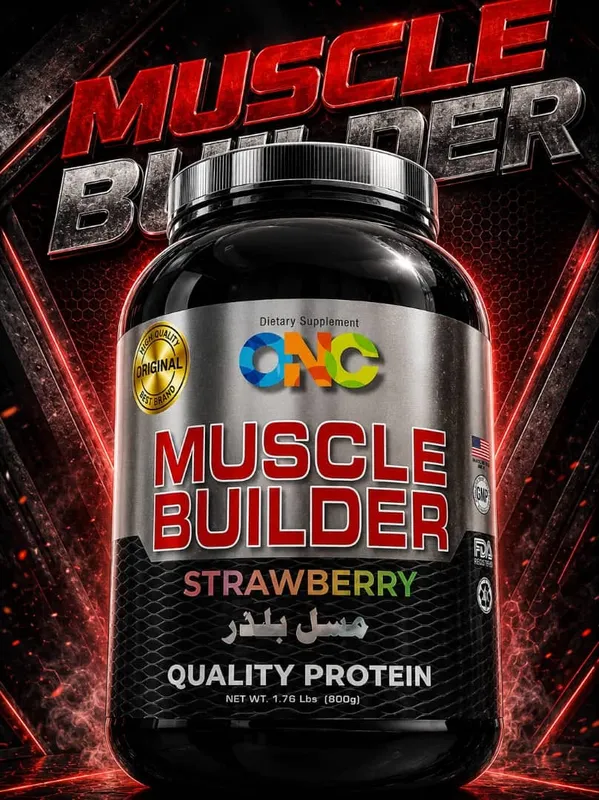 MUSCLE
BUILDER
Dietary Supplement
ONC
HIGH QUALITY
ORIGINAL
BEST BRAND
MUSCLE
BUILDER
GMP
FDA
STRAWBERRY
مسل بلذر
QUALITY PROTEIN
NET WT. 1.76 Lbs (800g)